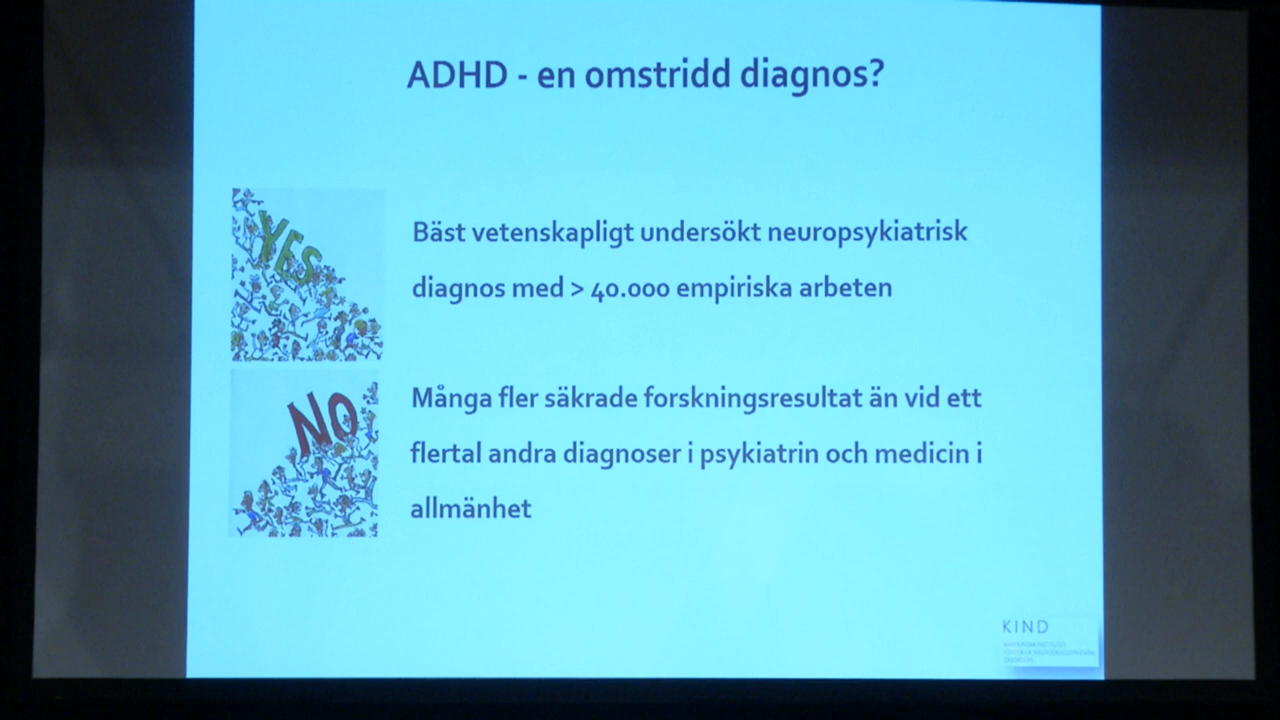 ADHD - en omstridd diagnos?
YES
Bäst vetenskapligt undersökt neuropsykiatrisk
diagnos med > 40.000 empiriska arbeten
NO
Många fler säkrade forskningsresultat än vid ett
flertal andra diagnoser i psykiatrin och medicin i
allmänhet
KIND